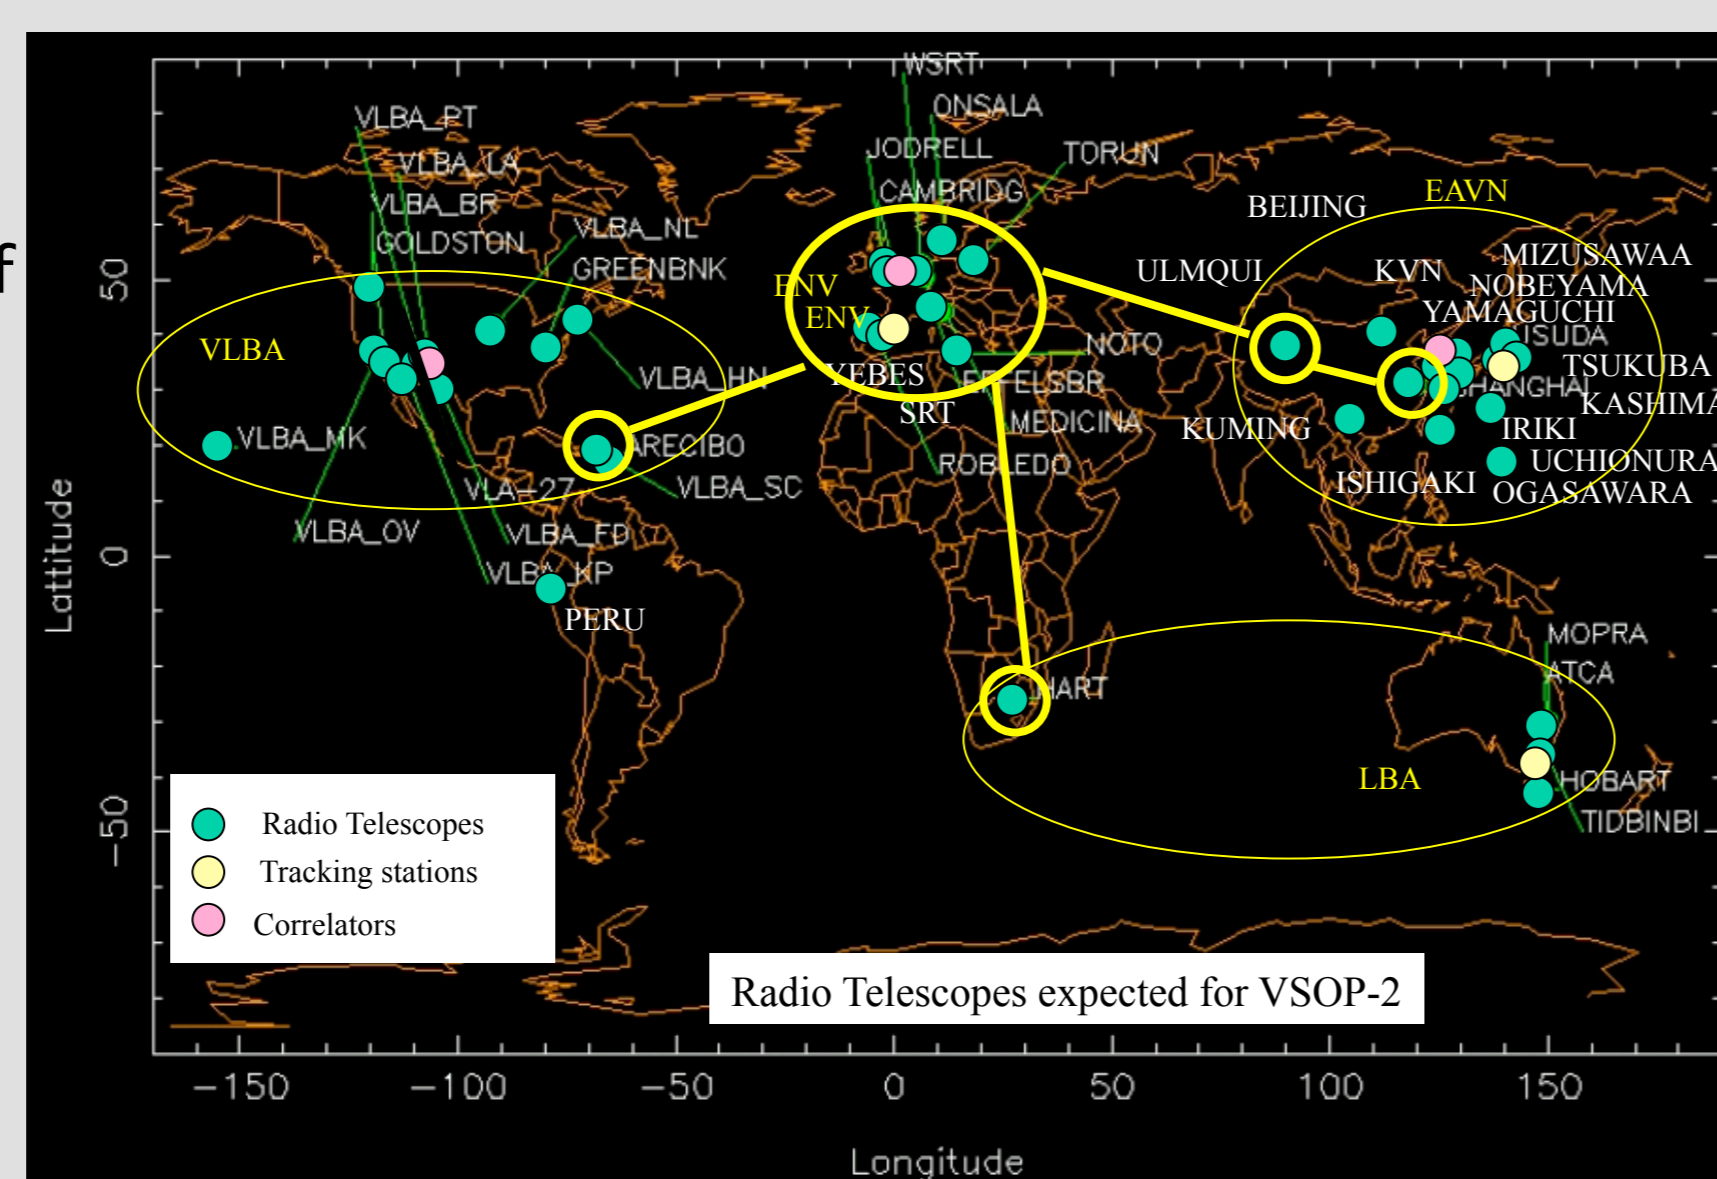 f
WSRT
ONSALA
VLBA_PT
JODRELL
TORUN
VLBA_LA
CAMBRIDG
EAVN
VLBA_BR
BEIJING
VLBA_NL
GOLDSTON
MIZUSAWAA
GREENBNK
ULMQUI
KVN
ENV
NOBEYAMA
YAMAGUCHI
ENV
USUDA
VLBA
NOTO
TSUKUBA
VLBA_HN
YEBES
EFFELSBR
SHANGHAI
KASHIMA
SRT
MEDICINA
KUMING
IRIKI
VLBA_MK
ARECIBO
ROBLEDO
UCHIONURA
VLA-27
VLBA_SC
ISHIGAKI
OGASAWARA
VLBA_OV
VLBA_FD
VLBA_KP
PERU
MOPRA
ATCA
HART
LBA
HOBART
TIDBINBI_
Radio Telescopes
Tracking stations
Correlators
Radio Telescopes expected for VSOP-2
50
0
-50
Lattitude
-150 -100 -50 0 50 100 150
Longitude